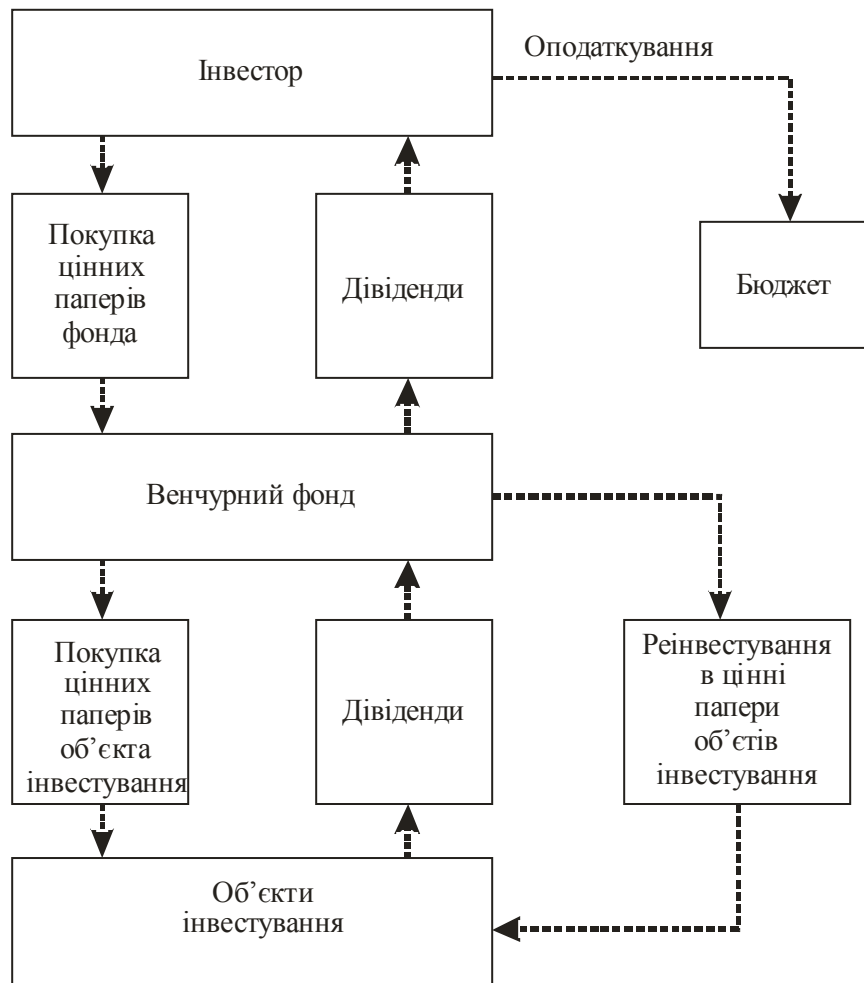 Оподаткування
Інвестор
Покупка
цінних
паперів
фонда
Дівіденди
Бюджет
Венчурний фонд
Покупка
цінних
паперів
об’єкта
інвестування
Дівіденди
Реінвестування
в цінні
папери
об’єтів
інвестування
Об’єкти
інвестування